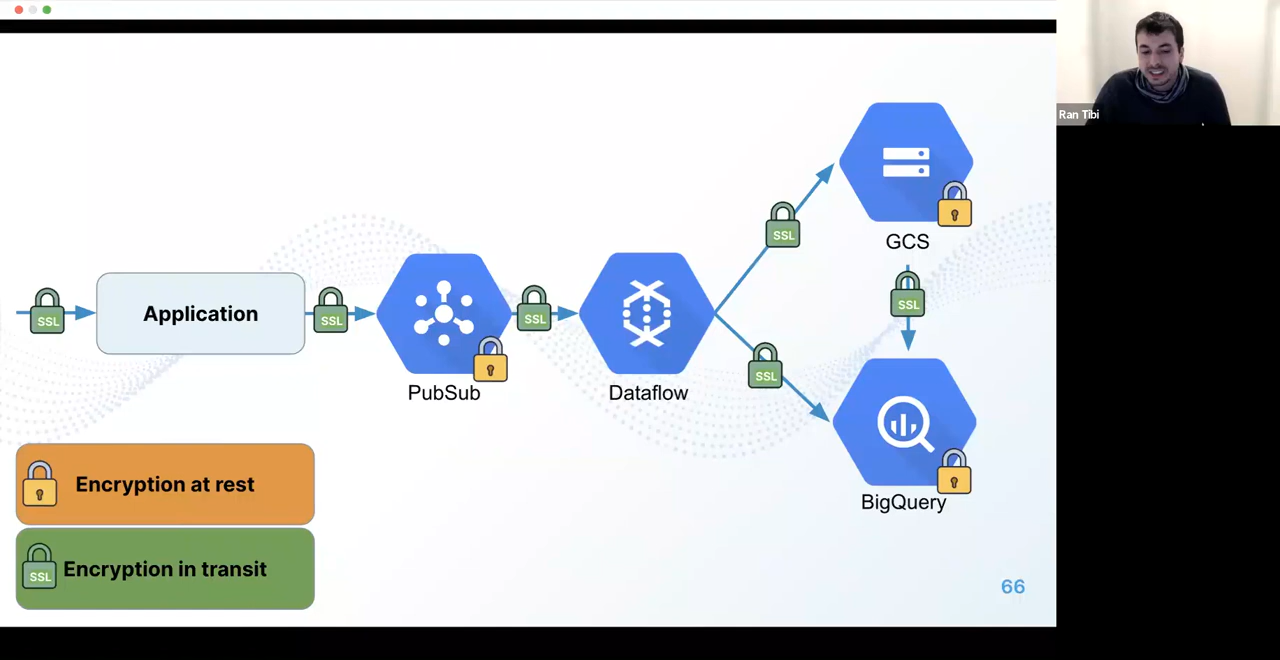 Ran Tibi
GCS
SSL
SSL
SSL
Application
SSL
SSL
SSL
SSL
PubSub
Dataflow
BigQuery
Encryption at rest
SSL
Encryption in transit
66